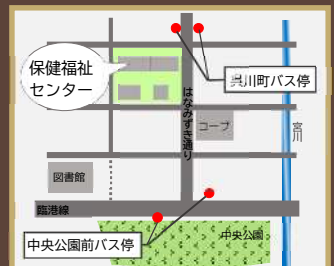 保健福祉
センター
呉川町バス停
はなみずき通り
コープ
宮川
図書館
臨港線
中央公園
中央公園前バス停